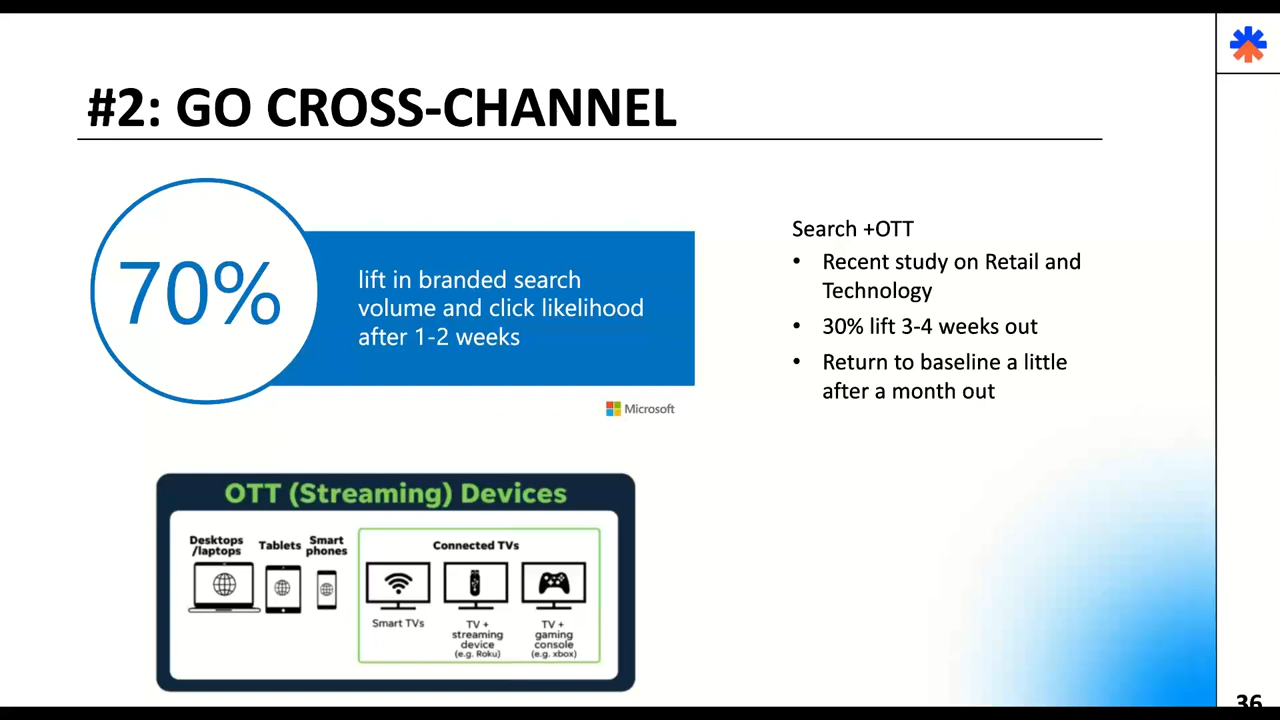 #2: GO CROSS-CHANNEL
70%
lift in branded search
volume and click likelihood
after 1-2 weeks
Microsoft
Search +OTT
• Recent study on Retail and
Technology
• 30% lift 3-4 weeks out
• Return to baseline a little
after a month out
OTT (Streaming) Devices
Desktops
/laptops
Tablets
Smart
phones
Connected TVs
Smart TVs
TV +
streaming
device
(e.g. Roku)
TV +
gaming
console
(e.g. xbox)
36